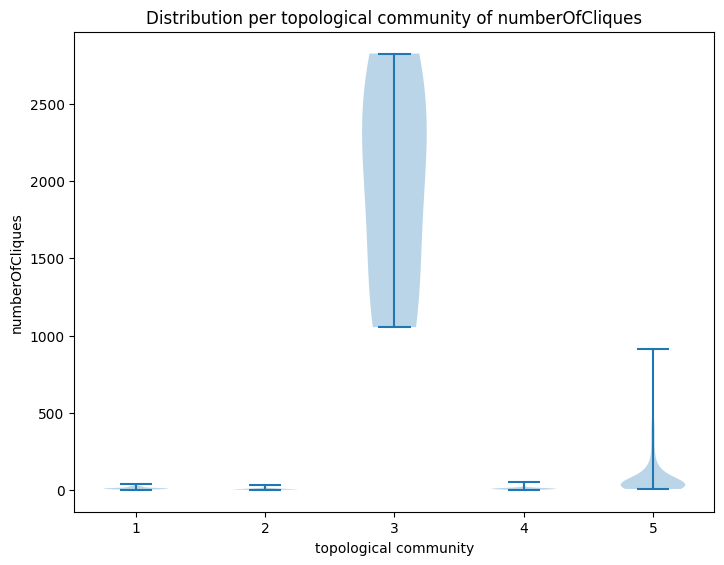 Distribution per topological community of numberOfCliques
numberOfCliques
2500
2000
1500
1000
500
0
1 2 3 4 5
topological community